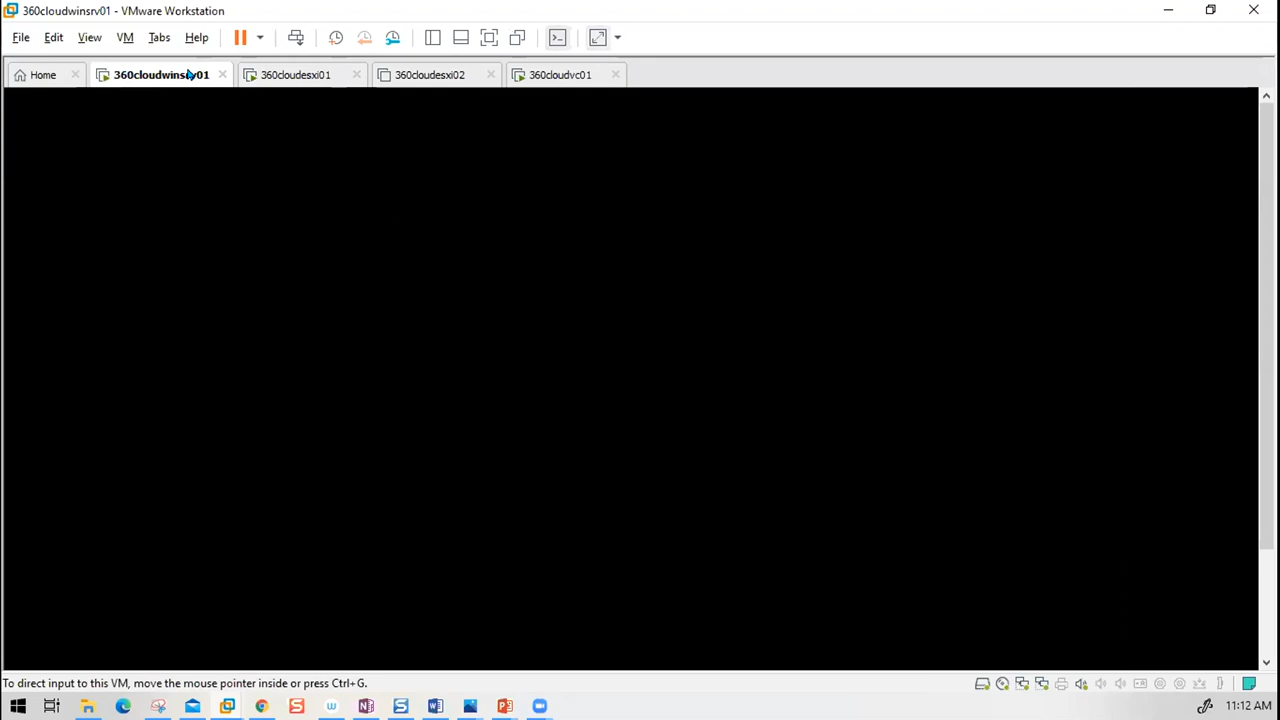 360cloudwinsrv01 - VMware Workstation
File Edit View VM Tabs Help
Home 360cloudwinsrv01 360cloudesxi01 360cloudesxi02 360cloudvc01
To direct input to this VM, move the mouse pointer inside or press Ctrl+G.
11:12 AM